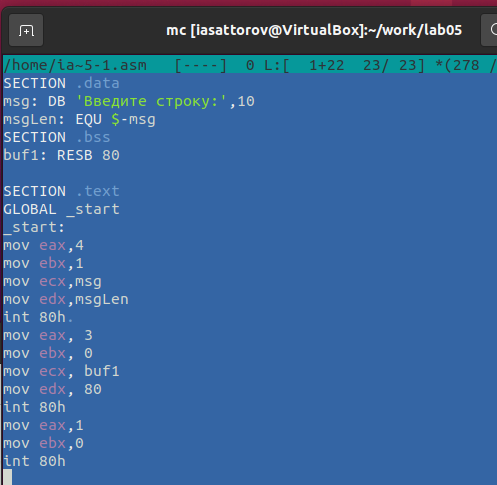 mc [iasattorov@VirtualBox]:~/work/lab05
/home/ia~5-1.asm [----] 0 L:[ 1+22 23/ 23] *(278 /
SECTION .data
msg: DB 'Введите строку:',10
msgLen: EQU $-msg
SECTION .bss
buf1: RESB 80
SECTION .text
GLOBAL _start
_start:
mov eax,4
mov ebx,1
mov ecx,msg
mov edx,msgLen
int 80h.
mov eax, 3
mov ebx, 0
mov ecx, buf1
mov edx, 80
int 80h
mov eax,1
mov ebx,0
int 80h